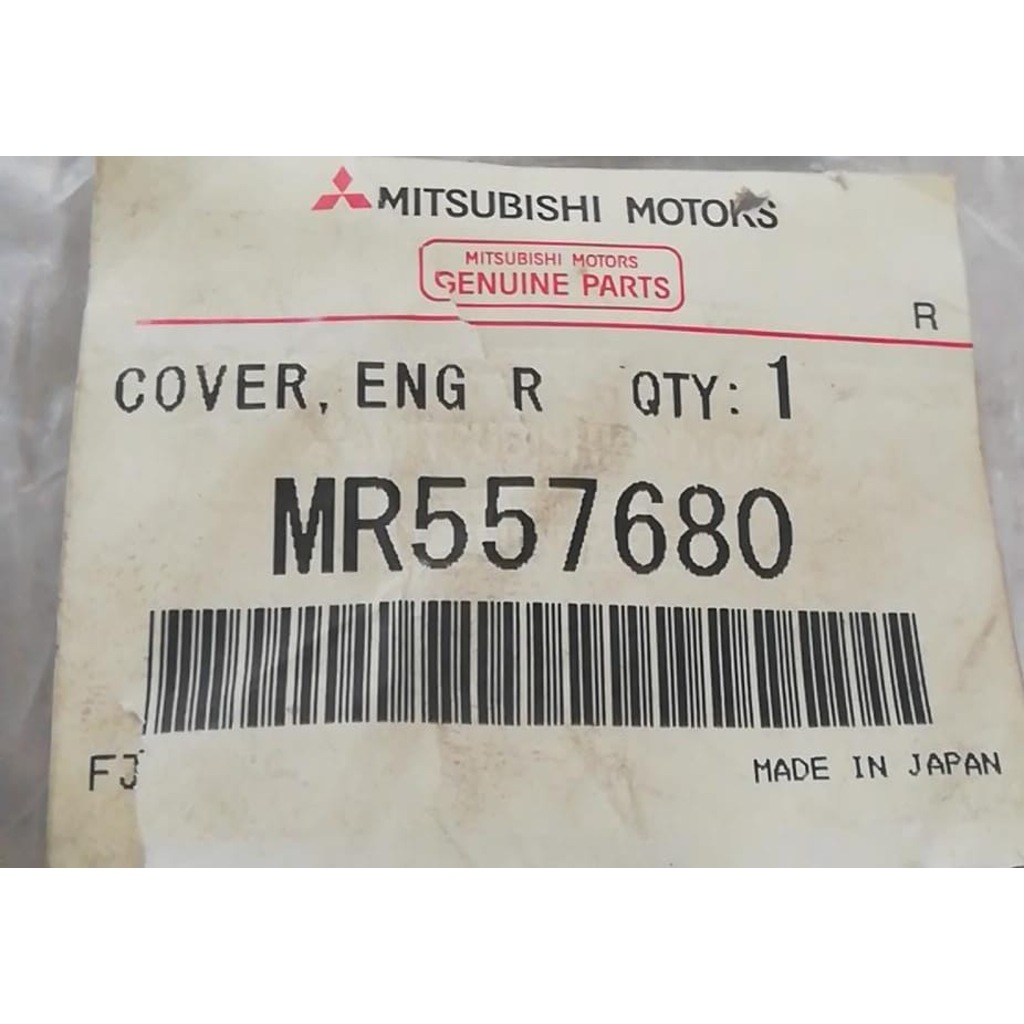 MITSUBISHI MOTORS
MITSUBISHI MOTORS
GENUINE PARTS
R
COVER, ENG R QTY: 1
MR557680
FJ
MADE IN JAPAN